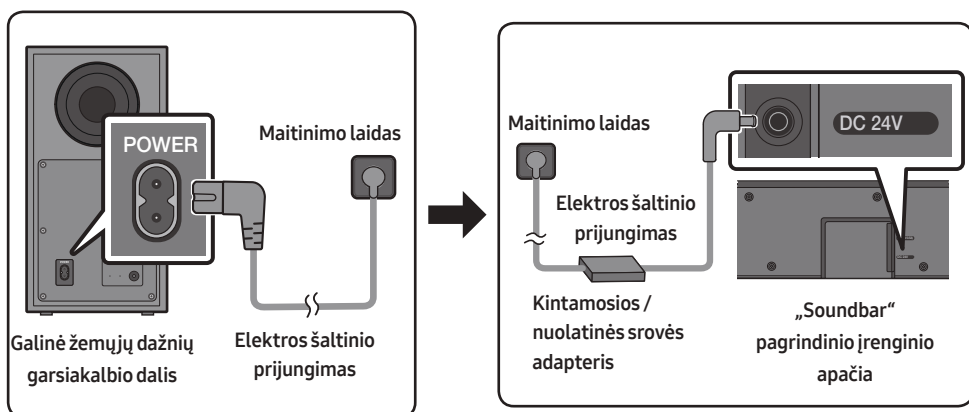 POWER
Maitinimo laidas
Galinė žemųjų dažnių
garsiakalbio dalis
Elektros šaltinio
prijungimas
DC 24V
Maitinimo laidas
Elektros šaltinio
prijungimas
Kintamosios /
nuolatinės srovės
adapteris
„Soundbar“
pagrindinio įrenginio
apačia